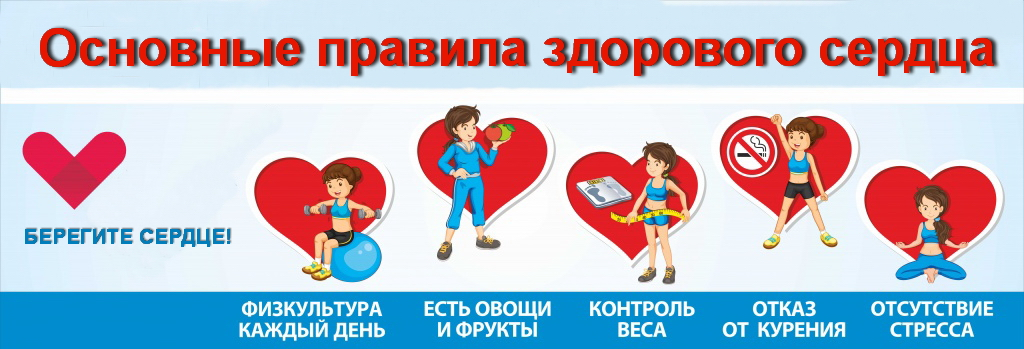 Основные правила здорового сердца
БЕРЕГИТЕ СЕРДЦЕ!
ФИЗКУЛЬТУРА
КАЖДЫЙ ДЕНЬ
ЕСТЬ ОВОЩИ
И ФРУКТЫ
КОНТРОЛЬ
ВЕСА
ОТКАЗ
ОТ КУРЕНИЯ
ОТСУТСТВИЕ
СТРЕССА